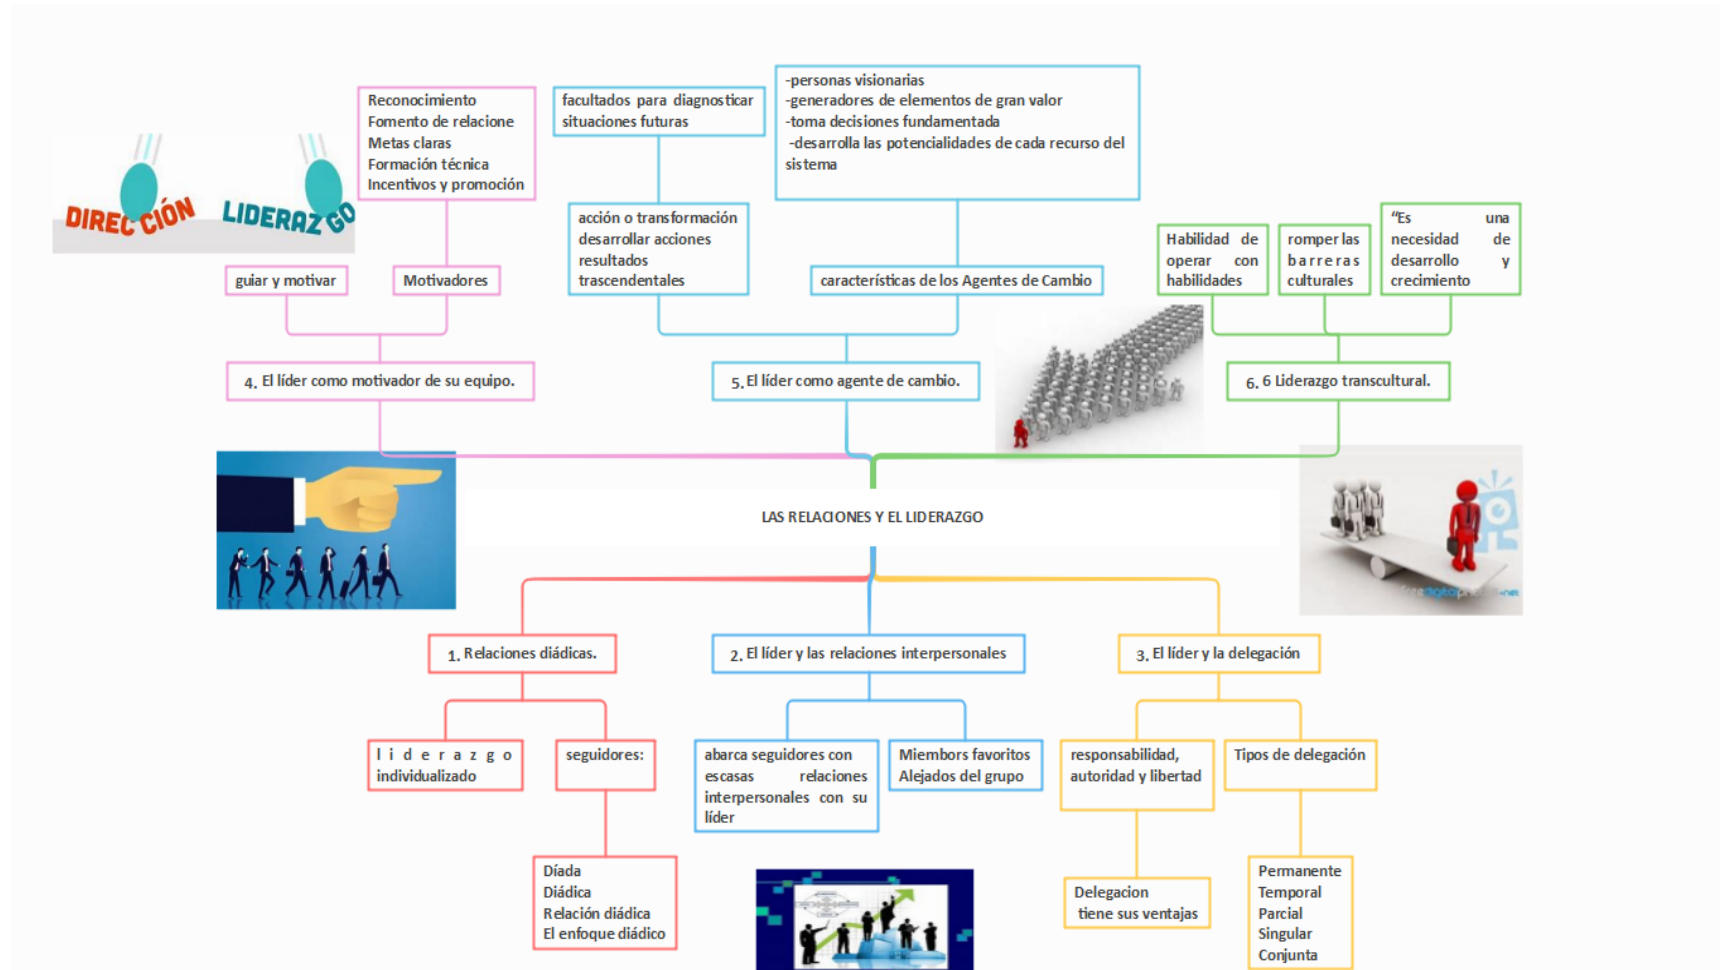 Reconocimiento
Fomento de relacione
Metas claras
Formación técnica
Incentivos y promoción
facultados para diagnosticar
situaciones futuras
-personas visionarias
-generadores de elementos de gran valor
-toma decisiones fundamentada
-desarrolla las potencialidades de cada recurso del
sistema
DIRECCIÓN
LIDERAZGO
guiar y motivar
Motivadores
acción o transformación
desarrollar acciones
resultados
trascendentales
características de los Agentes de Cambio
Habilidad de
operar con
habilidades
romper las
barreras
culturales
“Es una
necesidad de
desarrollo y
crecimiento
4. El líder como motivador de su equipo.
5. El líder como agente de cambio.
6. 6 Liderazgo transcultural.
LAS RELACIONES Y EL LIDERAZGO
1. Relaciones diádicas.
2. El líder y las relaciones interpersonales
3. El líder y la delegación
liderazgo
individualizado
seguidores:
abarca seguidores con
escasas relaciones
interpersonales con su
líder
Miembors favoritos
Alejados del grupo
responsabilidad,
autoridad y libertad
Tipos de delegación
Díada
Diádica
Relación diádica
El enfoque diádico
Delegacion
tiene sus ventajas
Permanente
Temporal
Parcial
Singular
Conjunta